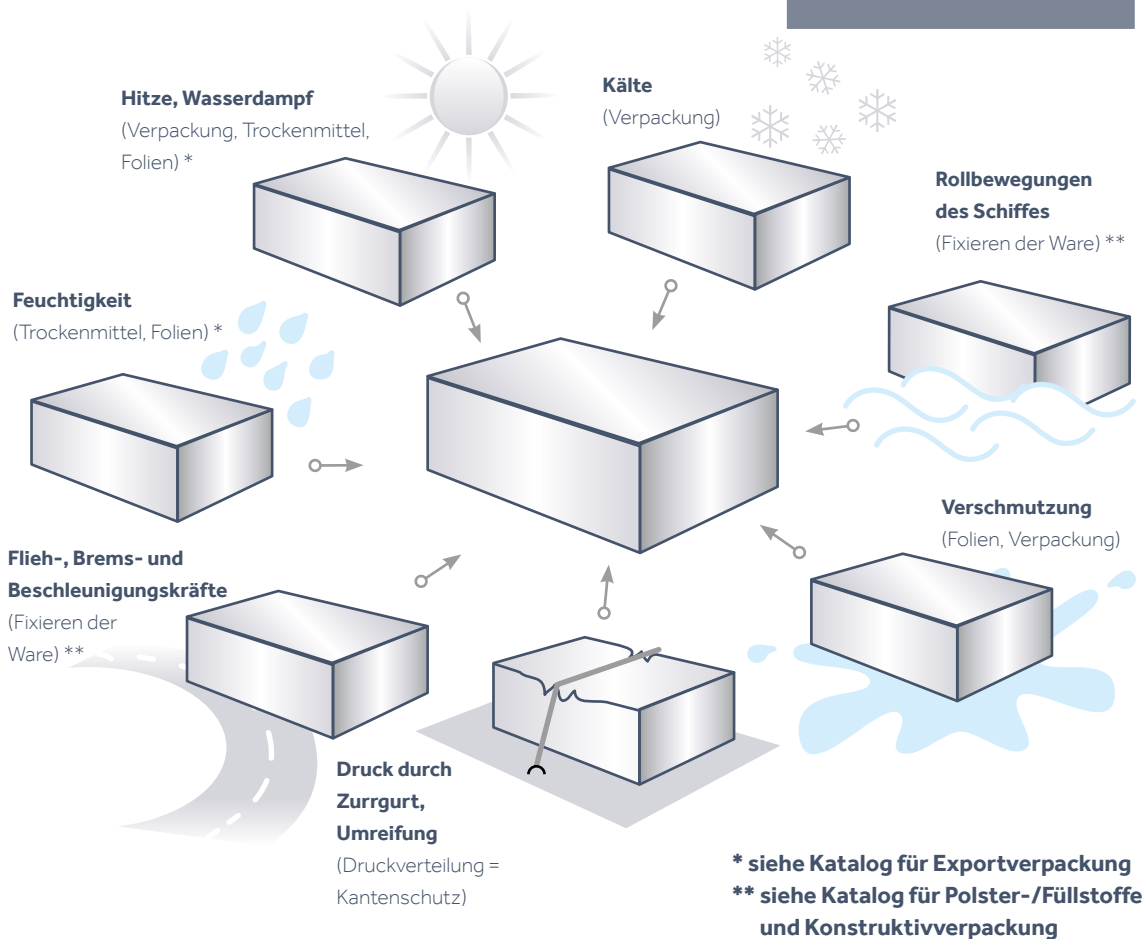 Hitze, Wasserdampf
(Verpackung, Trockenmittel,
Folien) *
Kälte
(Verpackung)
Rollbewegungen
des Schiffes
(Fixieren der Ware) **
Feuchtigkeit
(Trockenmittel, Folien) *
Verschmutzung
(Folien, Verpackung)
Flieh-, Brems- und
Beschleunigungskräfte
(Fixieren der
Ware) **
Druck durch
Zurrgurt,
Umreifung
(Druckverteilung =
Kantenschutz)
* siehe Katalog für Exportverpackung
** siehe Katalog für Polster-/Füllstoffe
und Konstruktivverpackung